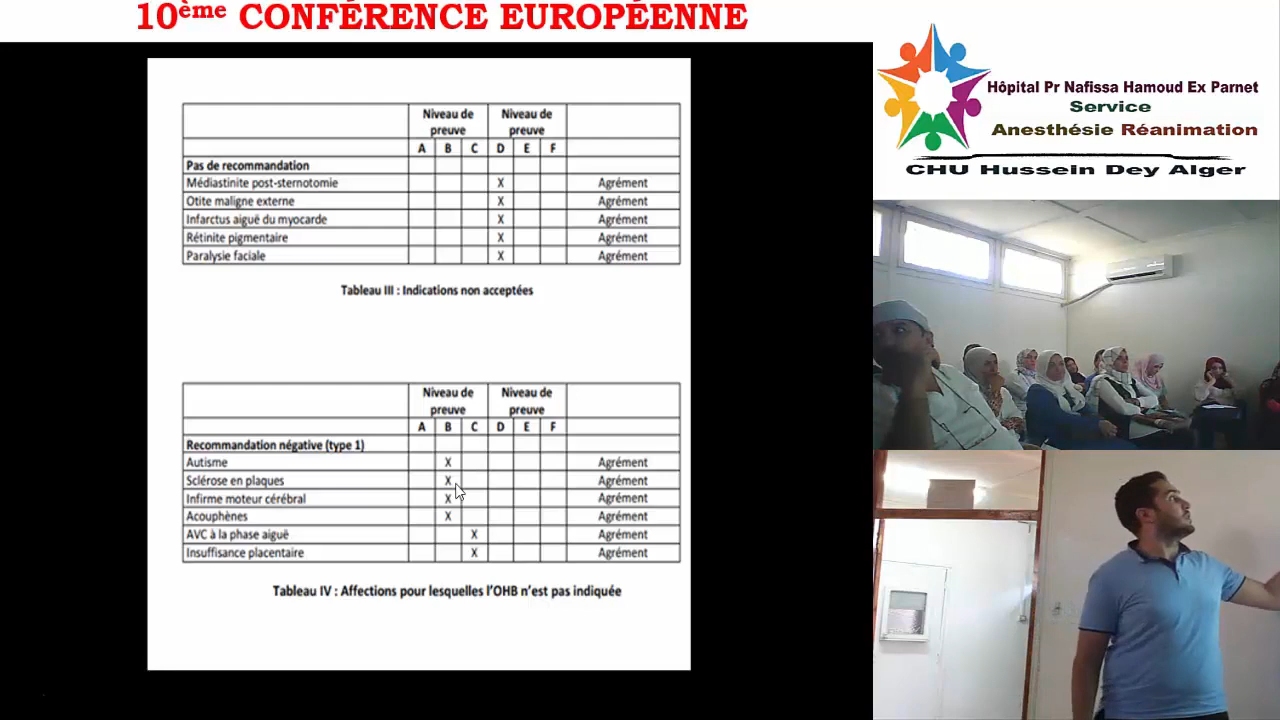 10ème CONFÉRENCE EUROPÉENNE
Hôpital Pr Nafissa Hamoud Ex Parnet
Service
Anesthésie Réanimation
CHU Hussein Dey Alger
Niveau de preuve Niveau de preuve
A B C D E F
Pas de recommandation
Médiastinite post-sternotomie X Agrément
Otite maligne externe X Agrément
Infarctus aiguë du myocarde X Agrément
Rétinite pigmentaire X Agrément
Paralysie faciale X Agrément
Tableau III : Indications non acceptées
Niveau de preuve Niveau de preuve
A B C D E F
Recommandation négative (type 1)
Autisme X Agrément
Sclérose en plaques X Agrément
Infirme moteur cérébral X Agrément
Acouphènes X Agrément
AVC à la phase aiguë X Agrément
Insuffisance placentaire X Agrément
Tableau IV : Affections pour lesquelles l'OHB n'est pas indiquée